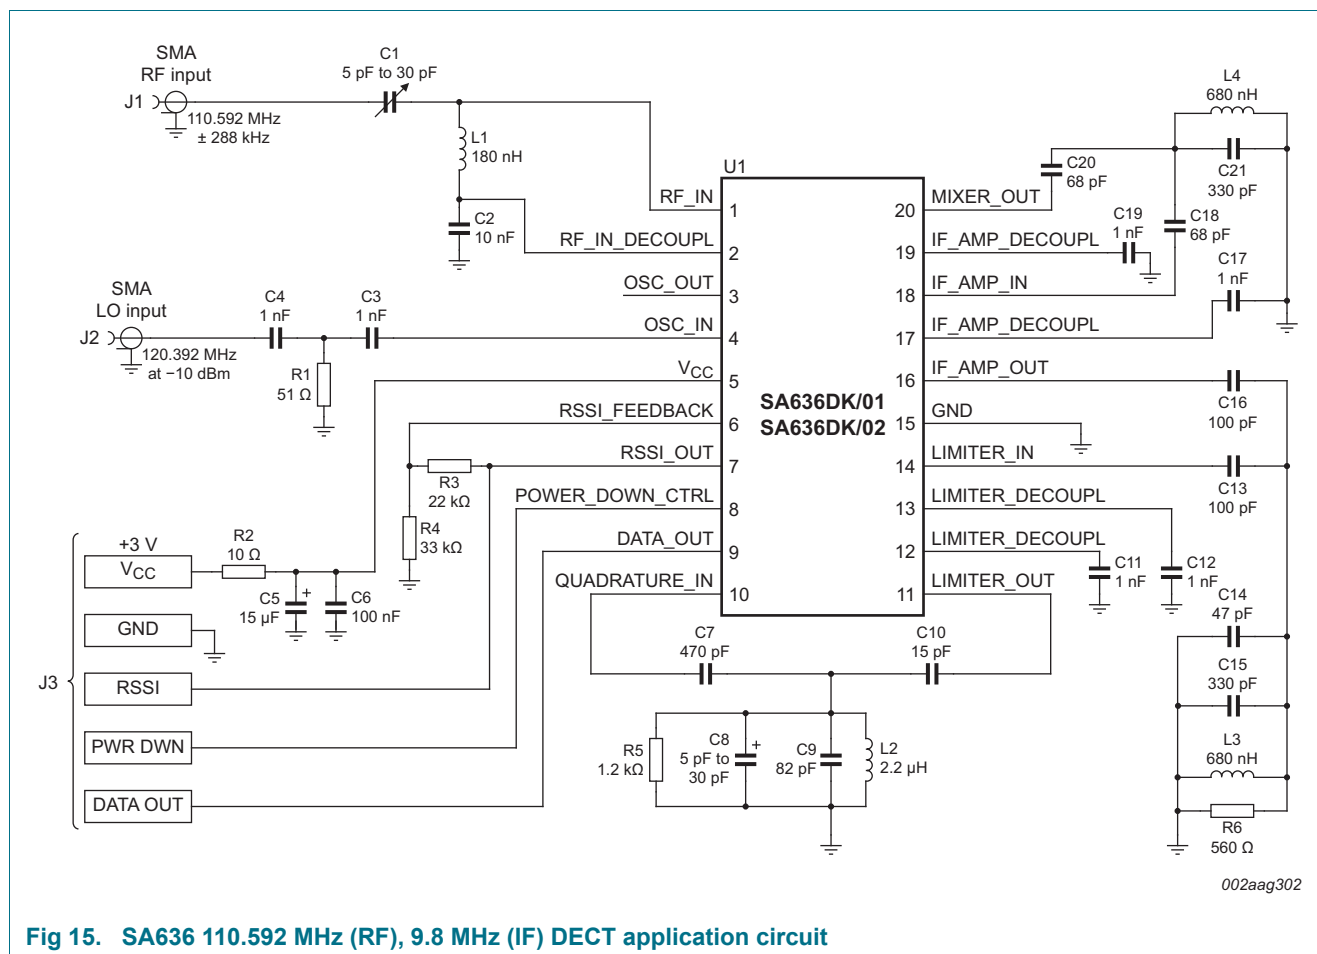 SMA
RF input
J1
110.592 MHz
± 288 kHz
C1
5 pF to 30 pF
L1
180 nH
C2
10 nF
SMA
LO input
J2
120.392 MHz
at −10 dBm
C4
1 nF
C3
1 nF
R1
51 Ω
R3
22 kΩ
R4
33 kΩ
J3
+3 V
VCC
R2
10 Ω
C5
15 µF
+
C6
100 nF
GND
RSSI
PWR DWN
DATA OUT
U1
SA636DK/01
SA636DK/02
RF_IN
1
RF_IN_DECOUPL
2
OSC_OUT
3
OSC_IN
4
VCC
5
RSSI_FEEDBACK
6
RSSI_OUT
7
POWER_DOWN_CTRL
8
DATA_OUT
9
QUADRATURE_IN
10
20
MIXER_OUT
19
IF_AMP_DECOUPL
18
IF_AMP_IN
17
IF_AMP_DECOUPL
16
IF_AMP_OUT
15
GND
14
LIMITER_IN
13
LIMITER_DECOUPL
12
LIMITER_DECOUPL
11
LIMITER_OUT
L4
680 nH
C20
68 pF
C21
330 pF
C19
1 nF
C18
68 pF
C17
1 nF
C16
100 pF
C13
100 pF
C11
1 nF
C12
1 nF
C14
47 pF
C15
330 pF
L3
680 nH
R6
560 Ω
C7
470 pF
C10
15 pF
R5
1.2 kΩ
C8
5 pF to
30 pF
+
C9
82 pF
L2
2.2 µH
002aag302
Fig 15. SA636 110.592 MHz (RF), 9.8 MHz (IF) DECT application circuit